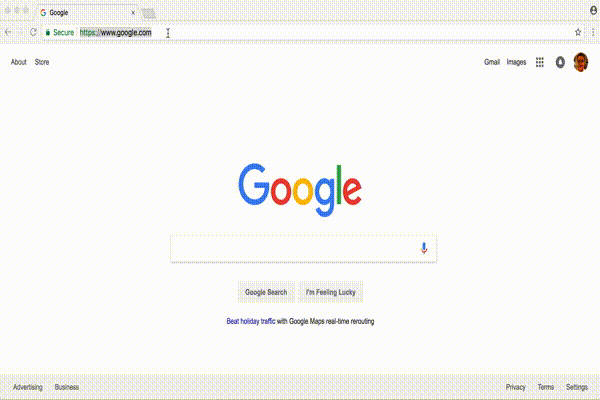 Google
Secure https://www.google.com
About Store Gmail Images
Google
Google Search I'm Feeling Lucky
Beat holiday traffic with Google Maps real-time rerouting
Advertising Business Privacy Terms Settings